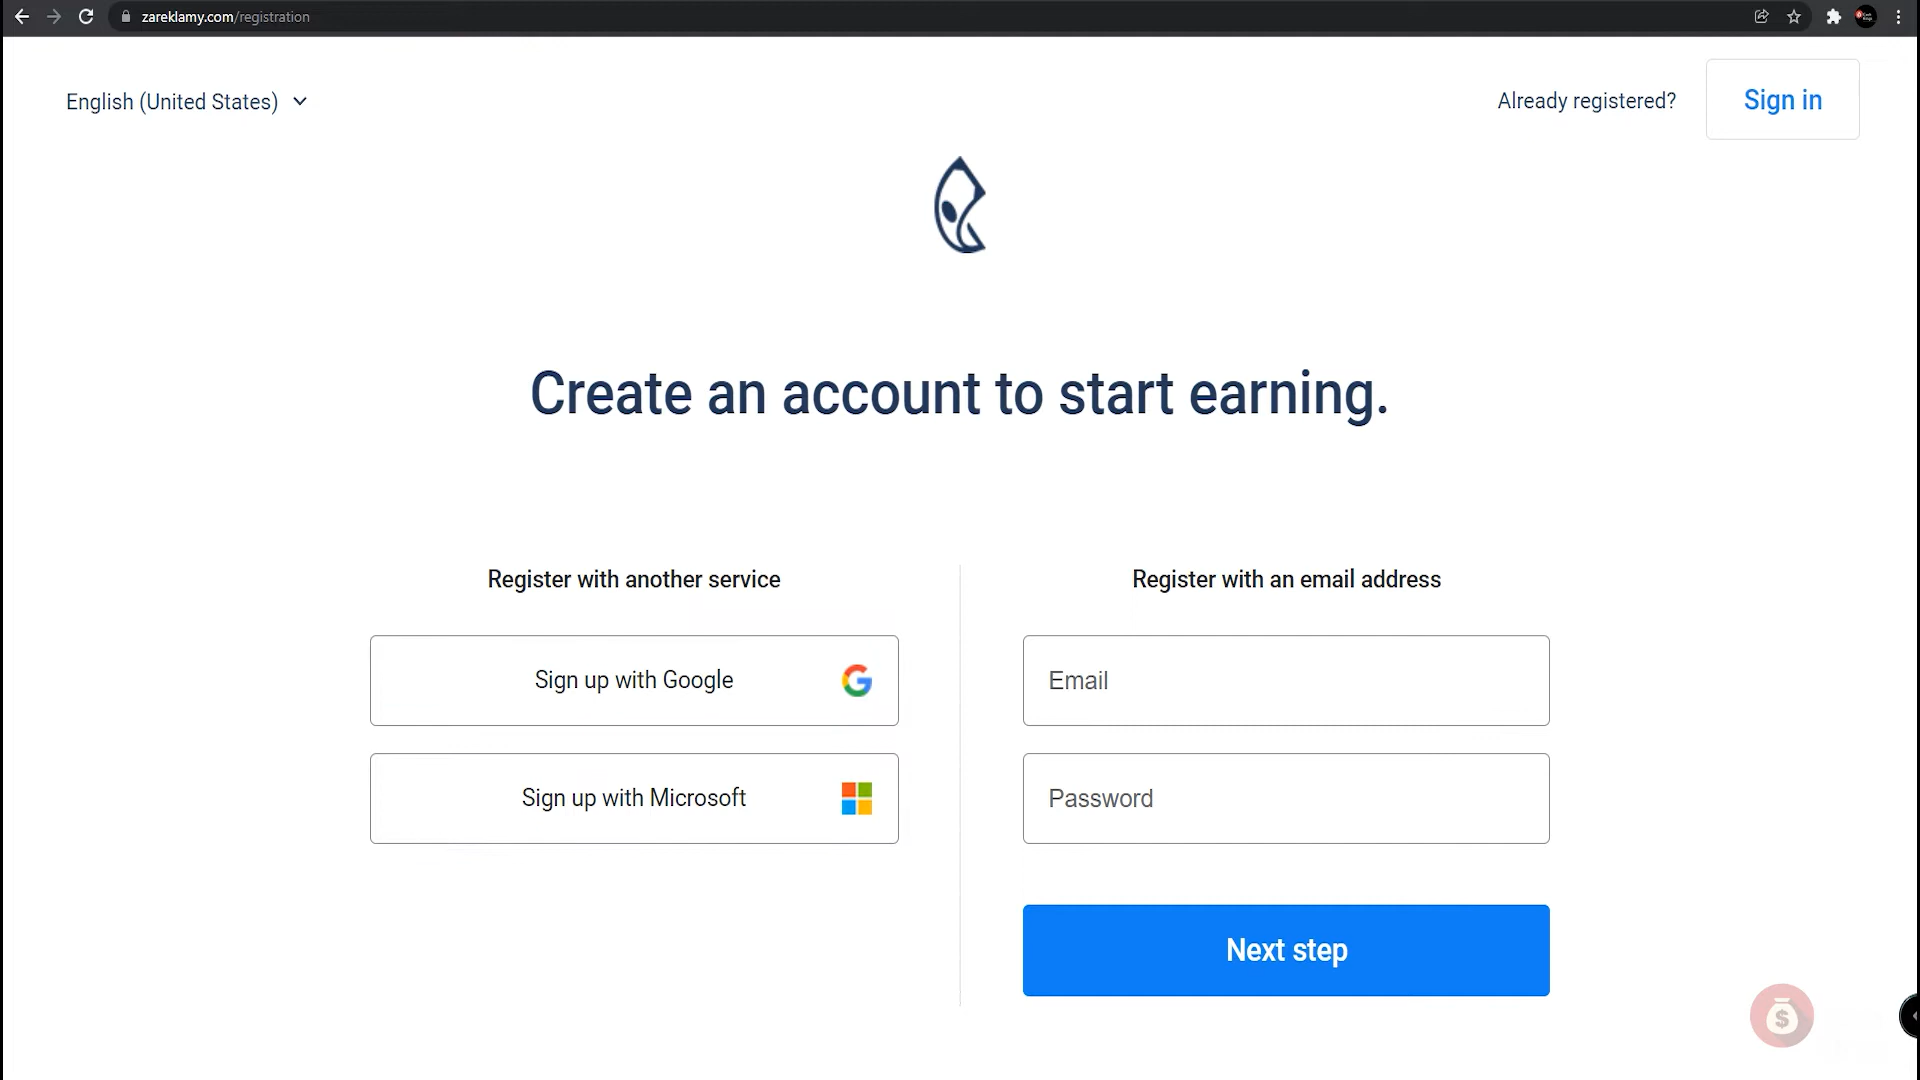 zareklamy.com/registration
English (United States)
Already registered?
Sign in
Create an account to start earning.
Register with another service
Sign up with Google
Sign up with Microsoft
Register with an email address
Email
Password
Next step
$